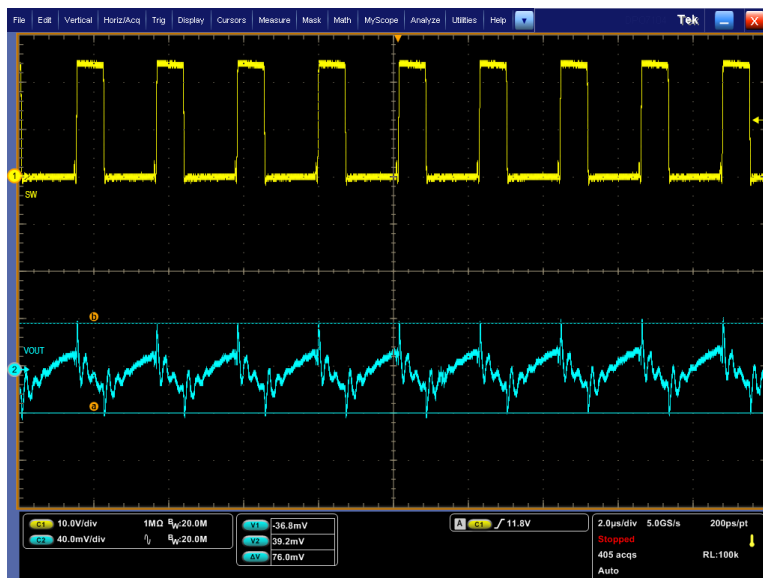 File Edit Vertical Horiz/Acq Trig Display Cursors Measure Mask Math MyScope Analyze Utilities Help Tek X
1
SW
b
VOUT
2
a
C1 10.0V/div 1MΩ BW:20.0M
C2 40.0mV/div BW:20.0M
V1 -36.8mV
V2 39.2mV
ΔV 76.0mV
A C1 11.8V
2.0µs/div 5.0GS/s 200ps/pt
Stopped
405 acqs RL:100k
Auto